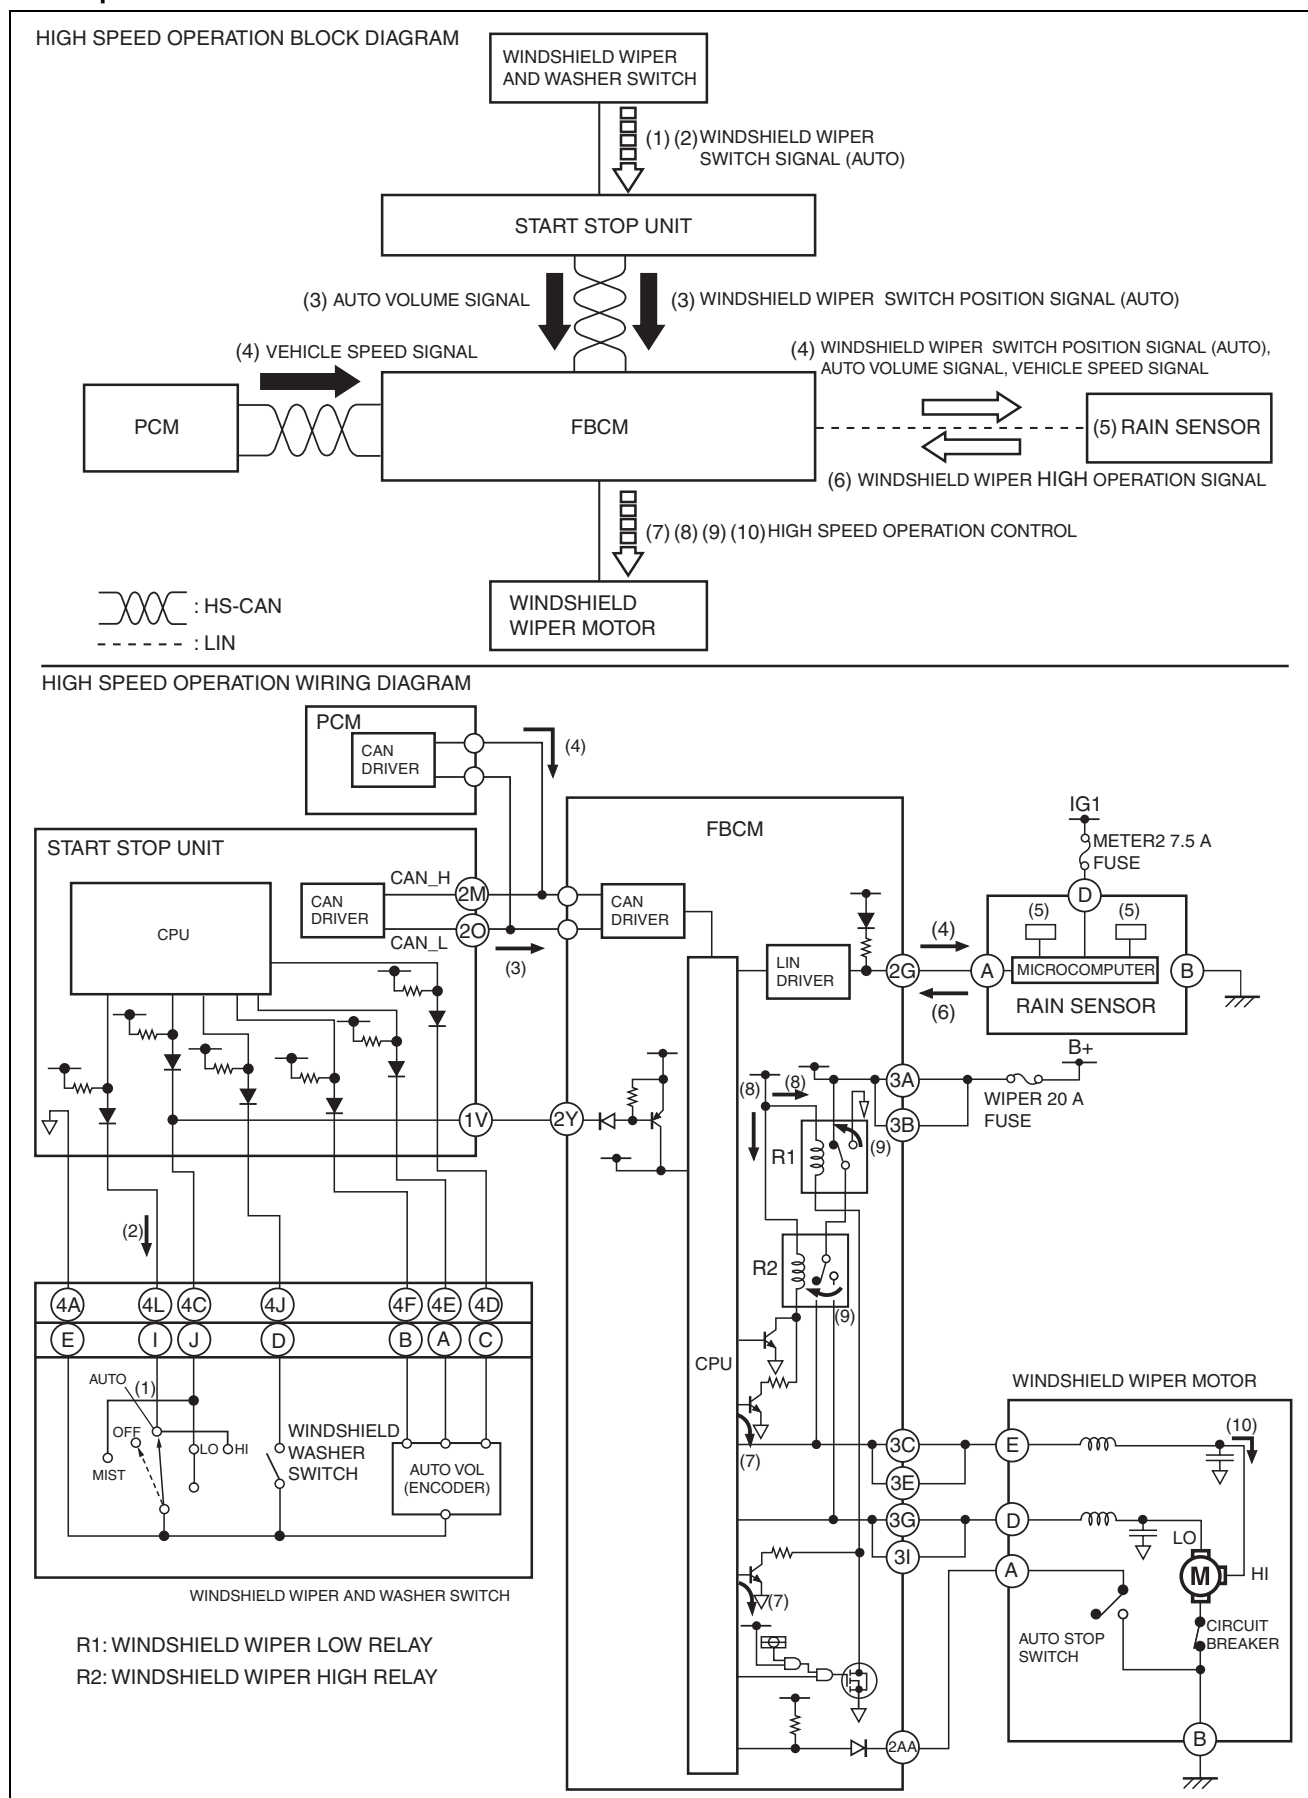 HIGH SPEED OPERATION BLOCK DIAGRAM
WINDSHIELD WIPER
AND WASHER SWITCH
(1) (2) WINDSHIELD WIPER
SWITCH SIGNAL (AUTO)
START STOP UNIT
(3) AUTO VOLUME SIGNAL
(3) WINDSHIELD WIPER SWITCH POSITION SIGNAL (AUTO)
(4) VEHICLE SPEED SIGNAL
(4) WINDSHIELD WIPER SWITCH POSITION SIGNAL (AUTO),
AUTO VOLUME SIGNAL, VEHICLE SPEED SIGNAL
PCM
FBCM
(5) RAIN SENSOR
(6) WINDSHIELD WIPER HIGH OPERATION SIGNAL
(7) (8) (9) (10) HIGH SPEED OPERATION CONTROL
WINDSHIELD
WIPER MOTOR
: HS-CAN
: LIN
HIGH SPEED OPERATION WIRING DIAGRAM
PCM
CAN
DRIVER
(4)
START STOP UNIT
CPU
CAN
DRIVER
CAN_H
2M
CAN_L
2O
(3)
FBCM
CAN
DRIVER
LIN
DRIVER
2G
(4)
(6)
IG1
METER2 7.5 A
FUSE
D
(5)
(5)
A
MICROCOMPUTER
B
RAIN SENSOR
B+
WIPER 20 A
FUSE
3A
3B
(8)
(8)
R1
(9)
1V
2Y
R2
(9)
(2)
4A
4L
4C
4J
4F
4E
4D
E
I
J
D
B
A
C
AUTO
(1)
OFF
LO
HI
MIST
WINDSHIELD
WASHER
SWITCH
AUTO VOL
(ENCODER)
WINDSHIELD WIPER AND WASHER SWITCH
CPU
(7)
3C
3E
3G
3I
(7)
2AA
WINDSHIELD WIPER MOTOR
E
(10)
D
LO
A
M
HI
AUTO STOP
SWITCH
CIRCUIT
BREAKER
B
R1: WINDSHIELD WIPER LOW RELAY
R2: WINDSHIELD WIPER HIGH RELAY